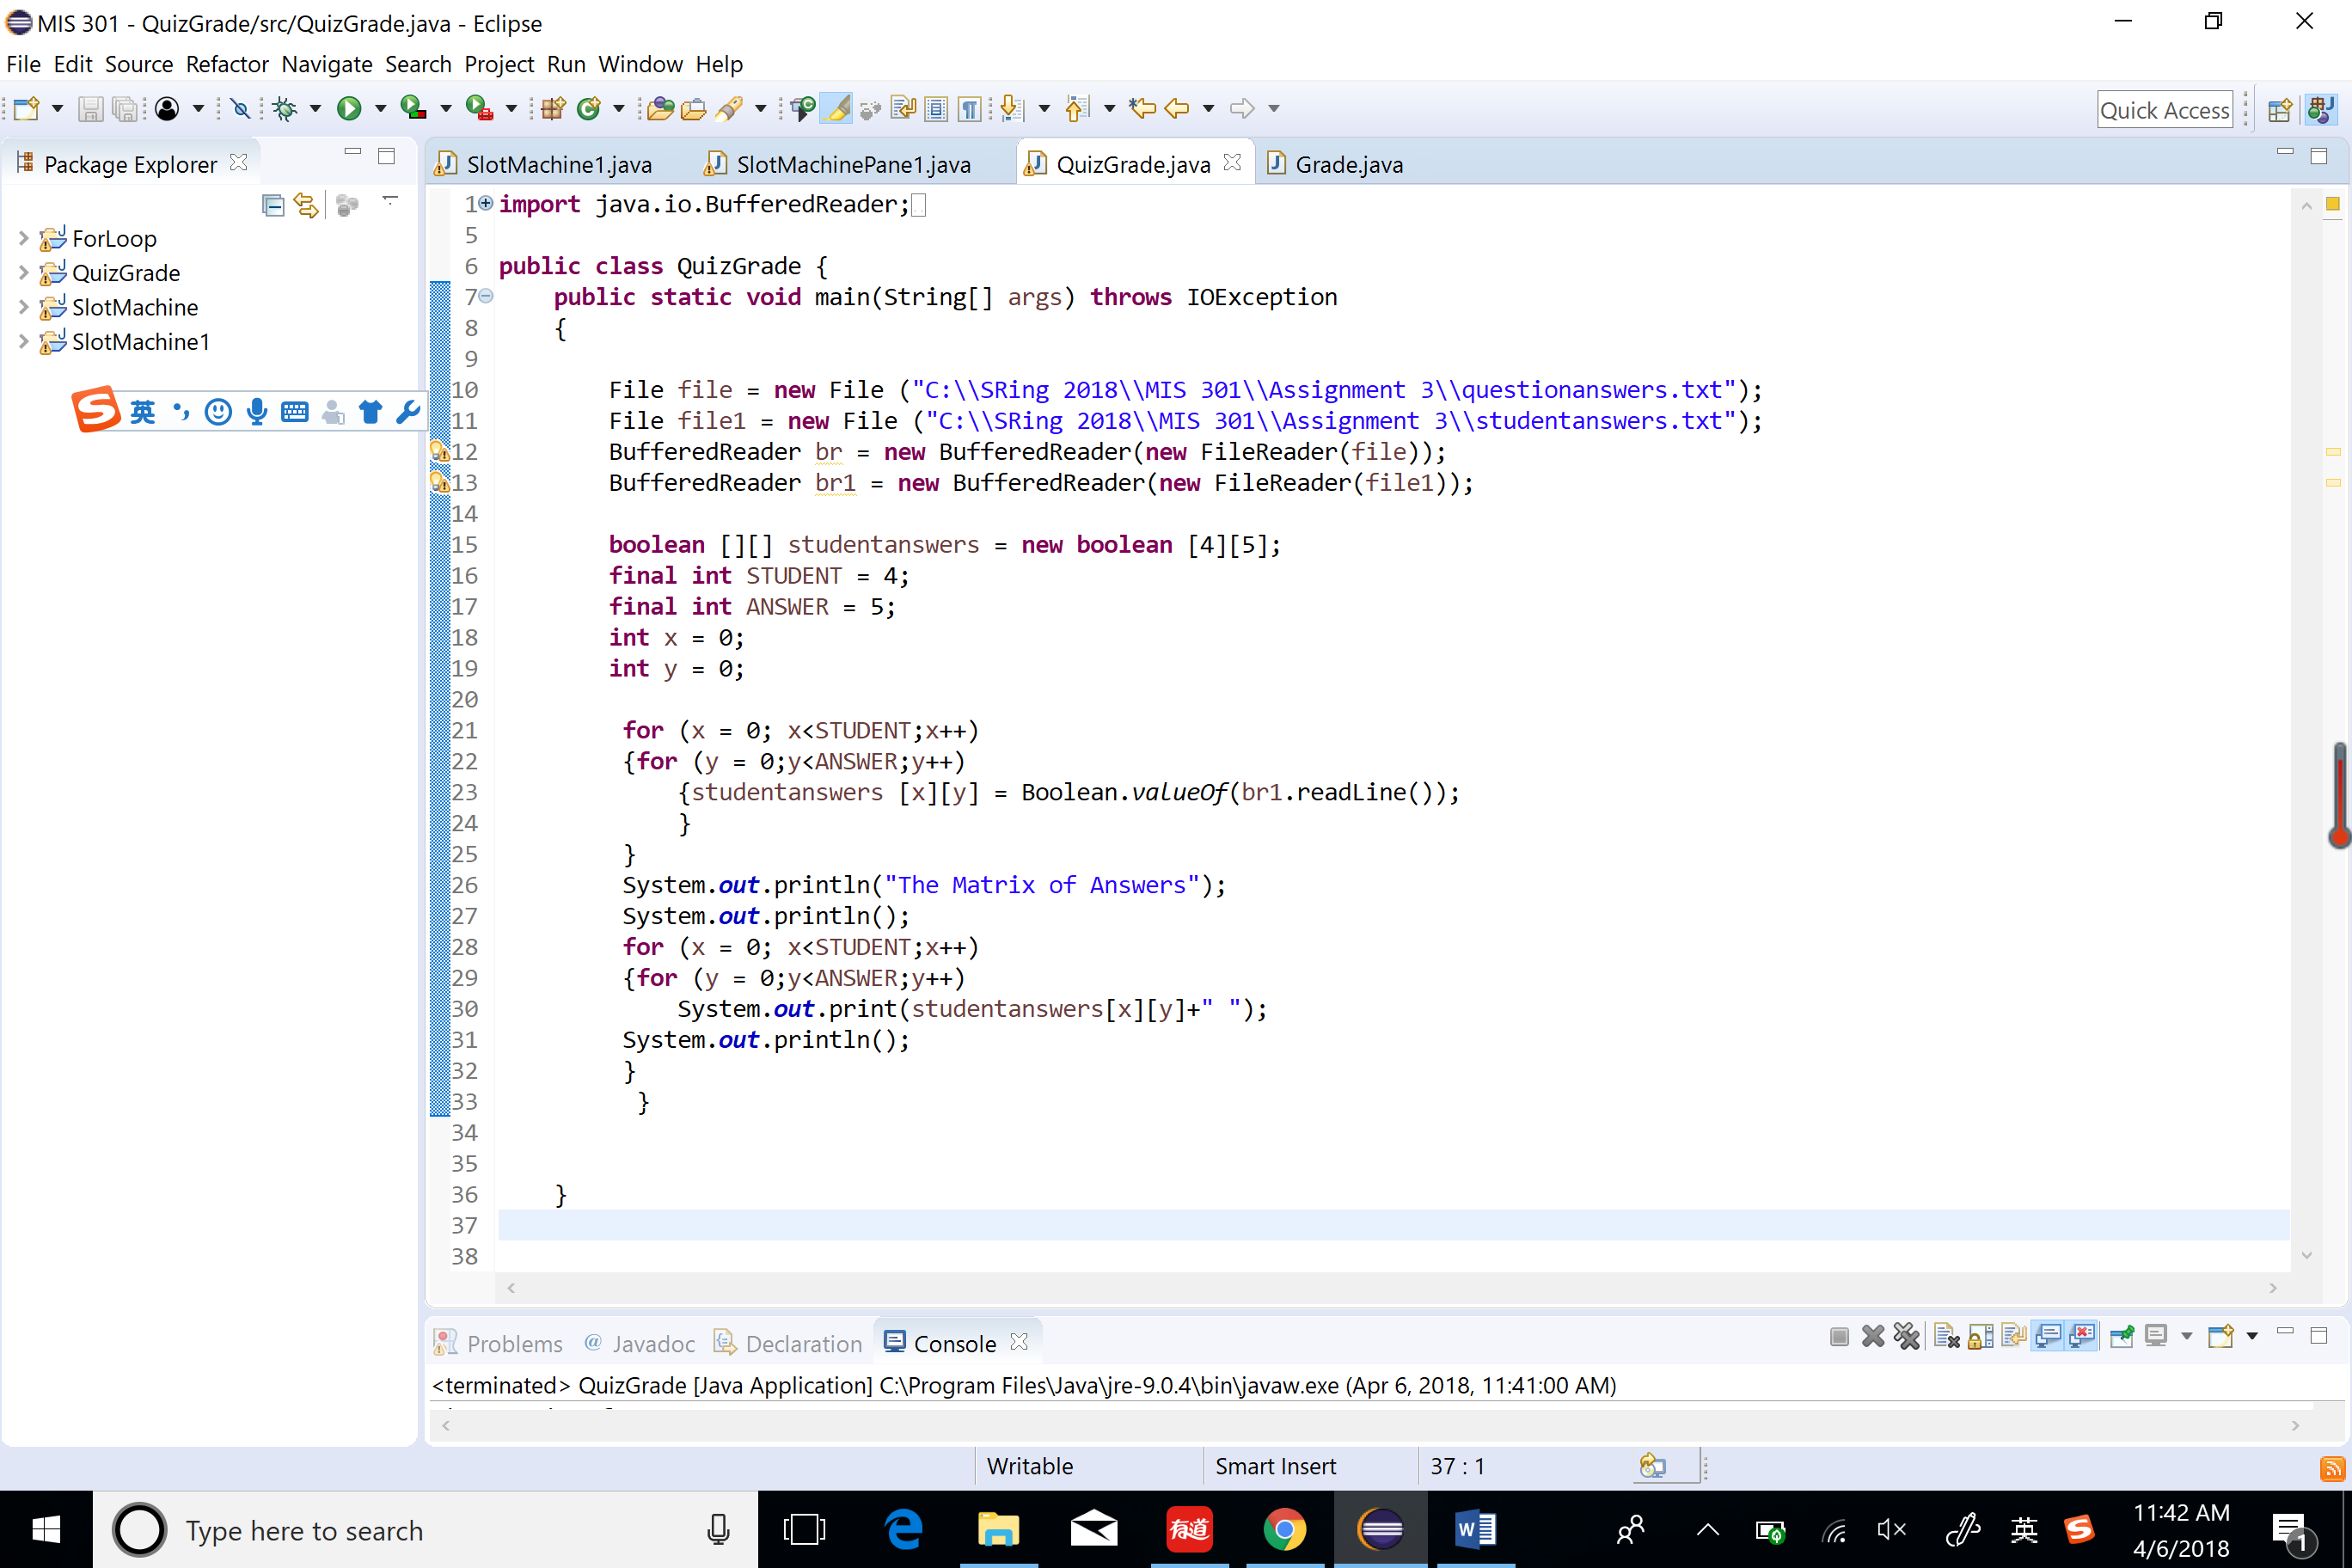 MIS 301 - QuizGrade/src/QuizGrade.java - Eclipse
File Edit Source Refactor Navigate Search Project Run Window Help
Quick Access
Package Explorer
SlotMachine1.java SlotMachinePane1.java QuizGrade.java Grade.java
ForLoop
QuizGrade
SlotMachine
SlotMachine1
英
1 import java.io.BufferedReader;
5
6 public class QuizGrade {
7 public static void main(String[] args) throws IOException
8 {
9
10 File file = new File ("C:\\SRing 2018\\MIS 301\\Assignment 3\\questionanswers.txt");
11 File file1 = new File ("C:\\SRing 2018\\MIS 301\\Assignment 3\\studentanswers.txt");
12 BufferedReader br = new BufferedReader(new FileReader(file));
13 BufferedReader br1 = new BufferedReader(new FileReader(file1));
14
15 boolean [][] studentanswers = new boolean [4][5];
16 final int STUDENT = 4;
17 final int ANSWER = 5;
18 int x = 0;
19 int y = 0;
20
21 for (x = 0; x<STUDENT;x++)
22 {for (y = 0;y<ANSWER;y++)
23 {studentanswers [x][y] = Boolean.valueOf(br1.readLine());
24 }
25 }
26 System.out.println("The Matrix of Answers");
27 System.out.println();
28 for (x = 0; x<STUDENT;x++)
29 {for (y = 0;y<ANSWER;y++)
30 System.out.print(studentanswers[x][y]+" ");
31 System.out.println();
32 }
33 }
34
35
36 }
37
38
Problems @ Javadoc Declaration Console
<terminated> QuizGrade [Java Application] C:\Program Files\Java\jre-9.0.4\bin\javaw.exe (Apr 6, 2018, 11:41:00 AM)
Writable Smart Insert 37 : 1
Type here to search
有道
英
11:42 AM
4/6/2018
1